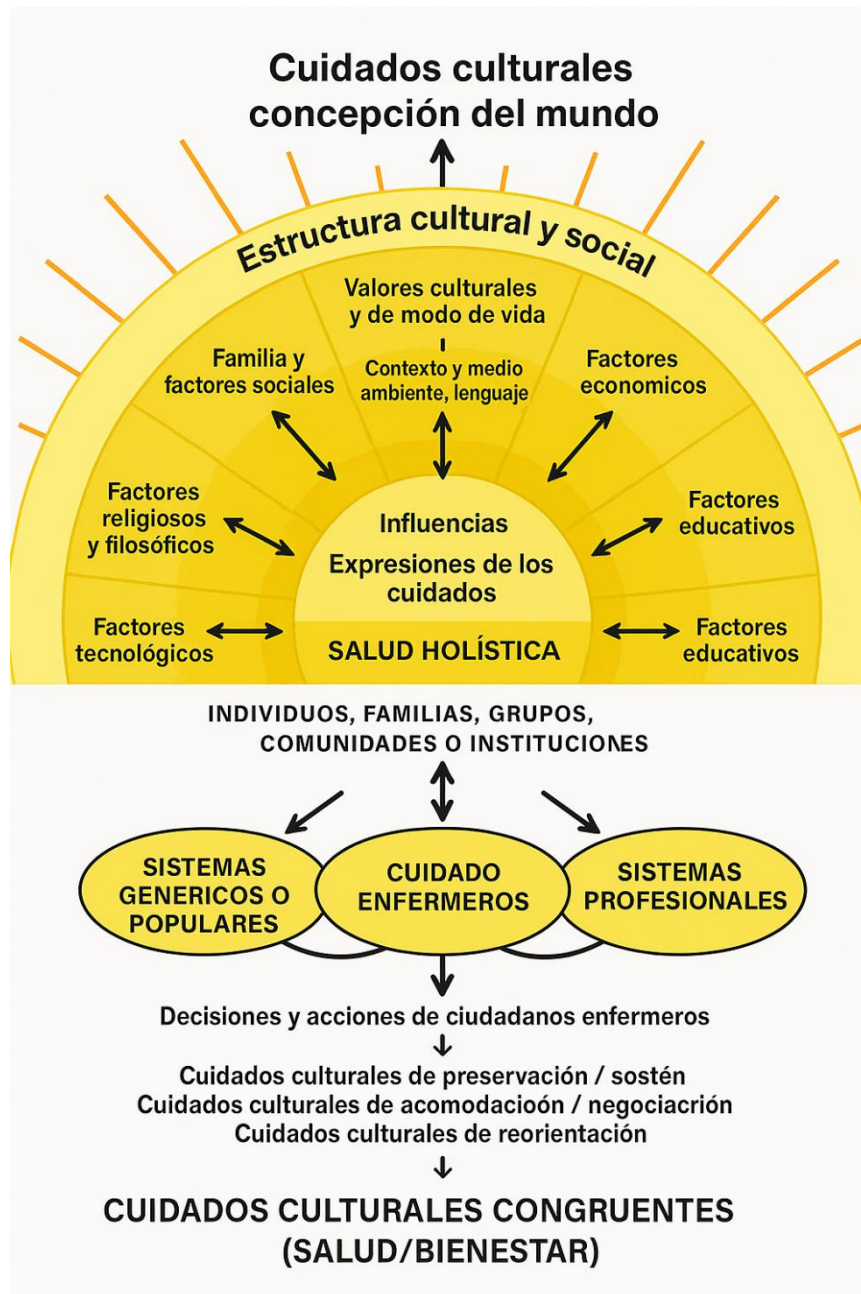 Cuidados culturales
concepción del mundo
Estructura cultural y social
Valores culturales
y de modo de vida
Contexto y medio
ambiente, lenguaje
Familia y
factores sociales
Factores
economicos
Factores
religiosos
y filosóficos
Factores
educativos
Factores
tecnológicos
Factores
educativos
Influencias
Expresiones de los
cuidados
SALUD HOLÍSTICA
INDIVIDUOS, FAMILIAS, GRUPOS,
COMUNIDADES O INSTITUCIONES
SISTEMAS
GENERICOS O
POPULARES
CUIDADO
ENFERMEROS
SISTEMAS
PROFESIONALES
Decisiones y acciones de ciudadanos enfermeros
Cuidados culturales de preservación / sostén
Cuidados culturales de acomodacioón / negociacrión
Cuidados culturales de reorientación
CUIDADOS CULTURALES CONGRUENTES
(SALUD/BIENESTAR)